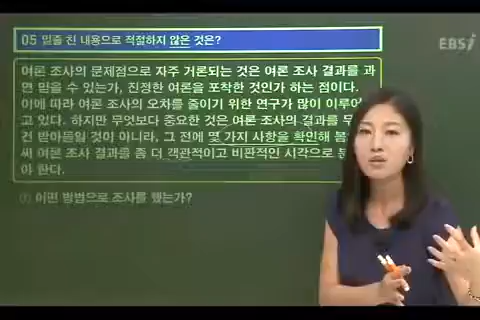 EBSi
05 밑줄 친 내용으로 적절하지 않은 것은?
여론 조사의 문제점으로 자주 거론되는 것은 여론 조사 결과를 과
연 믿을 수 있는가, 진정한 여론을 포착한 것인가 하는 점이다.
이에 따라 여론 조사의 오차를 줄이기 위한 연구가 많이 이루어
고 있다. 하지만 무엇보다 중요한 것은 여론 조사의 결과를 무
건 받아들일 것이 아니라, 그 전에 몇 가지 사항을 확인해 봄
써 여론 조사 결과를 좀 더 객관적이고 비판적인 시각으로
야 한다.
① 어떤 방법으로 조사를 했는가?